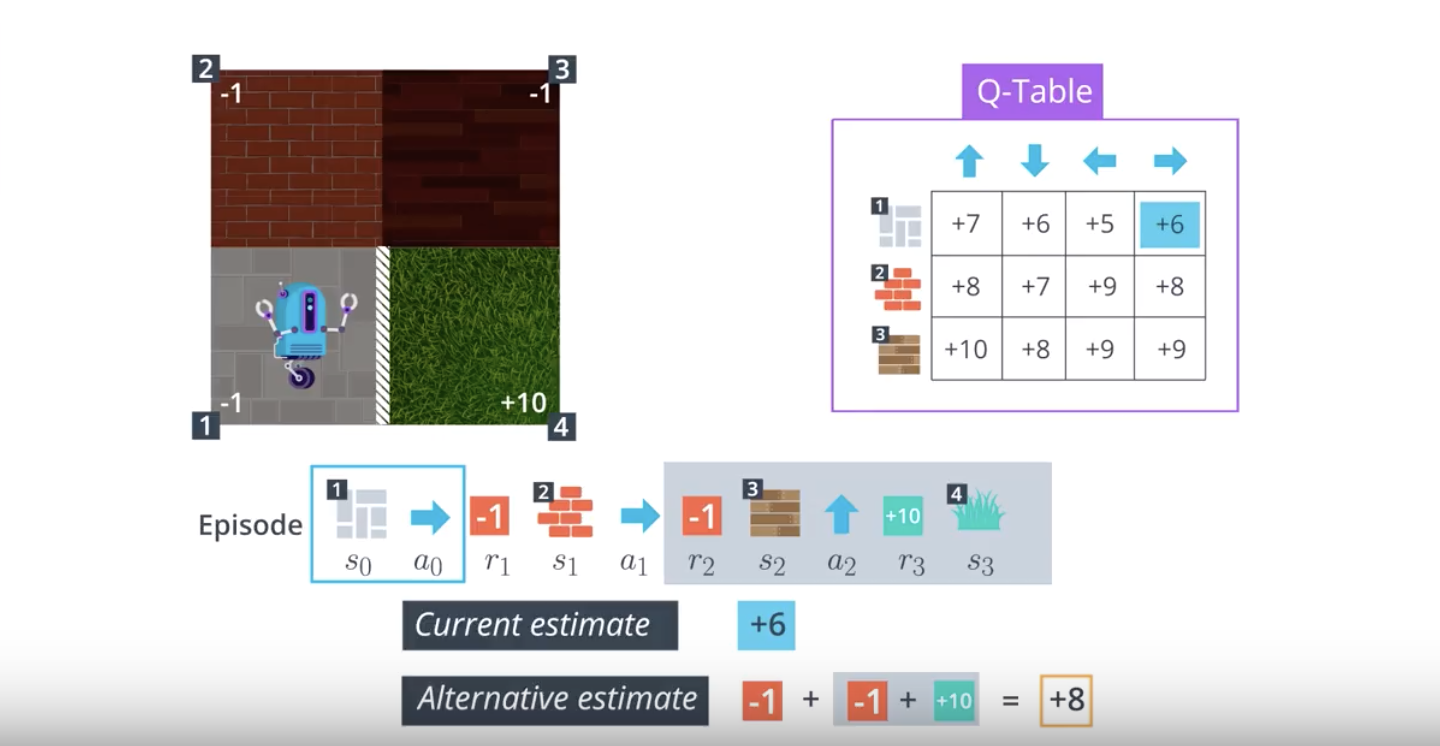 2
-1
3
-1
-1
1
+10
4
Q-Table
1
+7 +6 +5 +6
2
+8 +7 +9 +8
3
+10 +8 +9 +9
Episode
1
-1
2
-1
3
+10
4
s0 a0 r1 s1 a1 r2 s2 a2 r3 s3
Current estimate +6
Alternative estimate -1 + -1 + +10 = +8